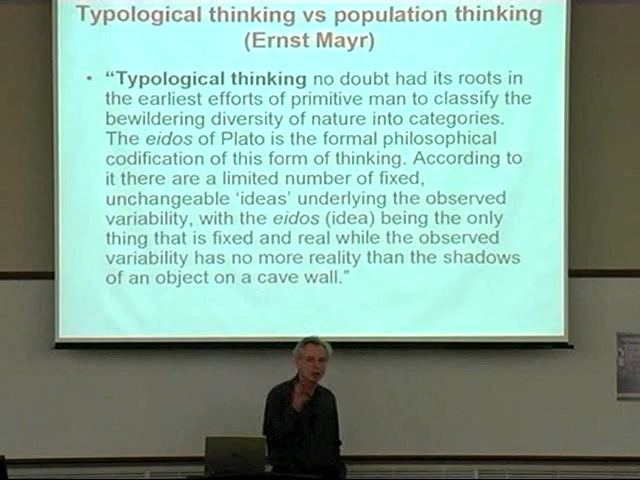 Typological thinking vs population thinking
(Ernst Mayr)
• “Typological thinking no doubt had its roots in
the earliest efforts of primitive man to classify the
bewildering diversity of nature into categories.
The eidos of Plato is the formal philosophical
codification of this form of thinking. According to
it there are a limited number of fixed,
unchangeable ‘ideas’ underlying the observed
variability, with the eidos (idea) being the only
thing that is fixed and real while the observed
variability has no more reality than the shadows
of an object on a cave wall.”